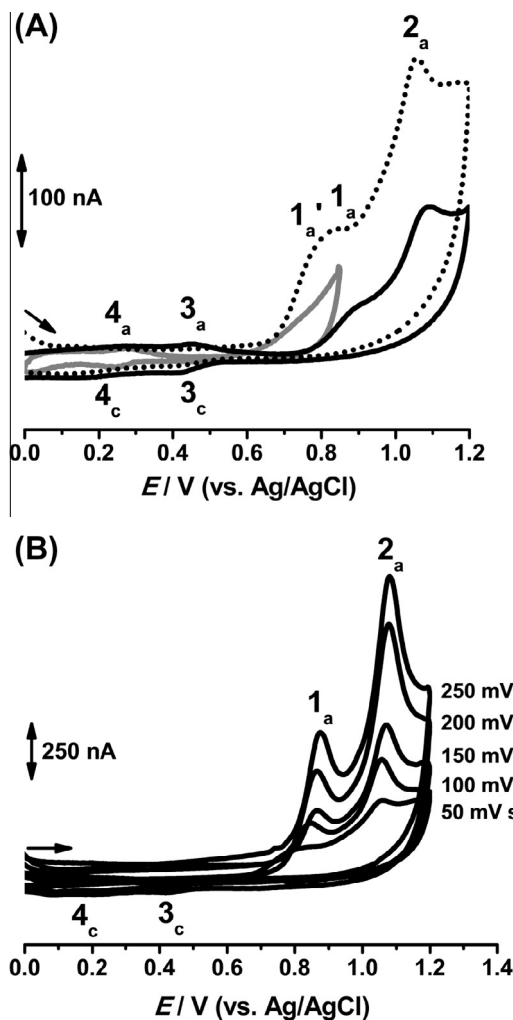 (A)
2a
100 nA
1a' 1a
4a 3a
4c 3c
0.0 0.2 0.4 0.6 0.8 1.0 1.2
E / V (vs. Ag/AgCl)
(B)
2a
1a
250 mV
200 mV
150 mV
100 mV
50 mV s
250 nA
4c 3c
0.0 0.2 0.4 0.6 0.8 1.0 1.2 1.4
E / V (vs. Ag/AgCl)